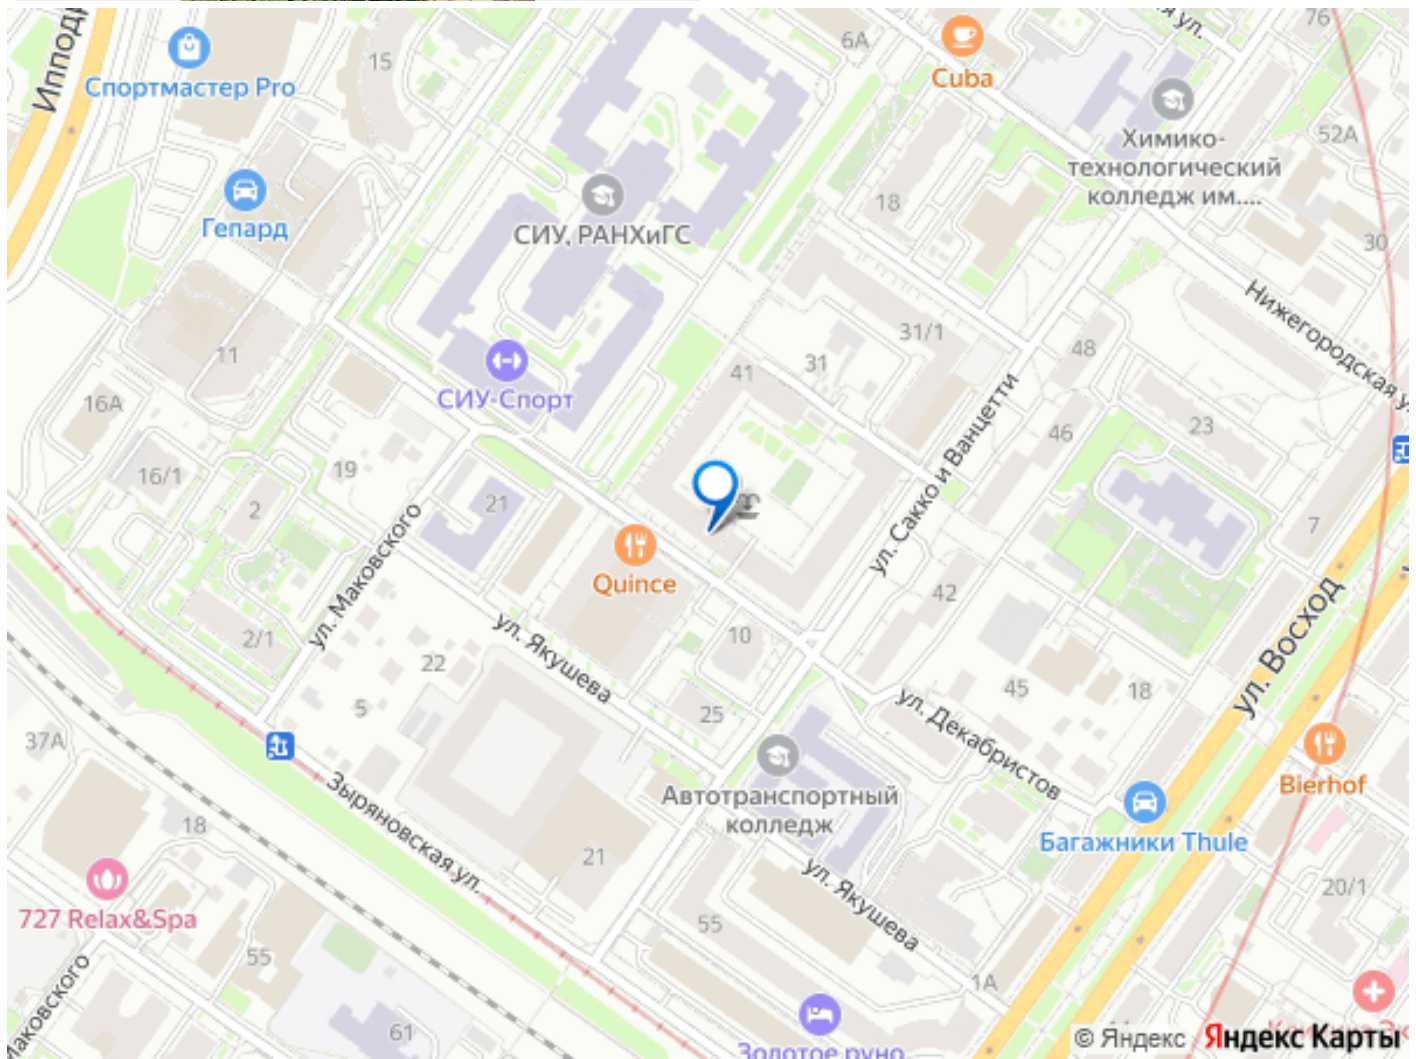 Ипподр
15
6А
Cuba
76
я ул.
Спортмастер Pro
Химико-
технологический
колледж им....
52А
Гепард
СИУ, РАНХиГС
18
30
Нижегородская у
11
31/1
48
СИУ-Спорт
41
31
16А
ул. Сакко и Ванцетти
46
23
16/1
19
2
21
7
ул. Маковского
Quince
42
ул. Восход
2/1
ул. Якушева
10
22
5
25
ул. Декабристов
45
18
37А
Зыряновская ул.
Автотранспортный
колледж
Bierhof
Багажники Thule
18
21
ул. Якушева
20/1
727 Relax&Spa
55
55
Маковского
1А
61
Золотое руно
© Яндекс
Яндекс Карты